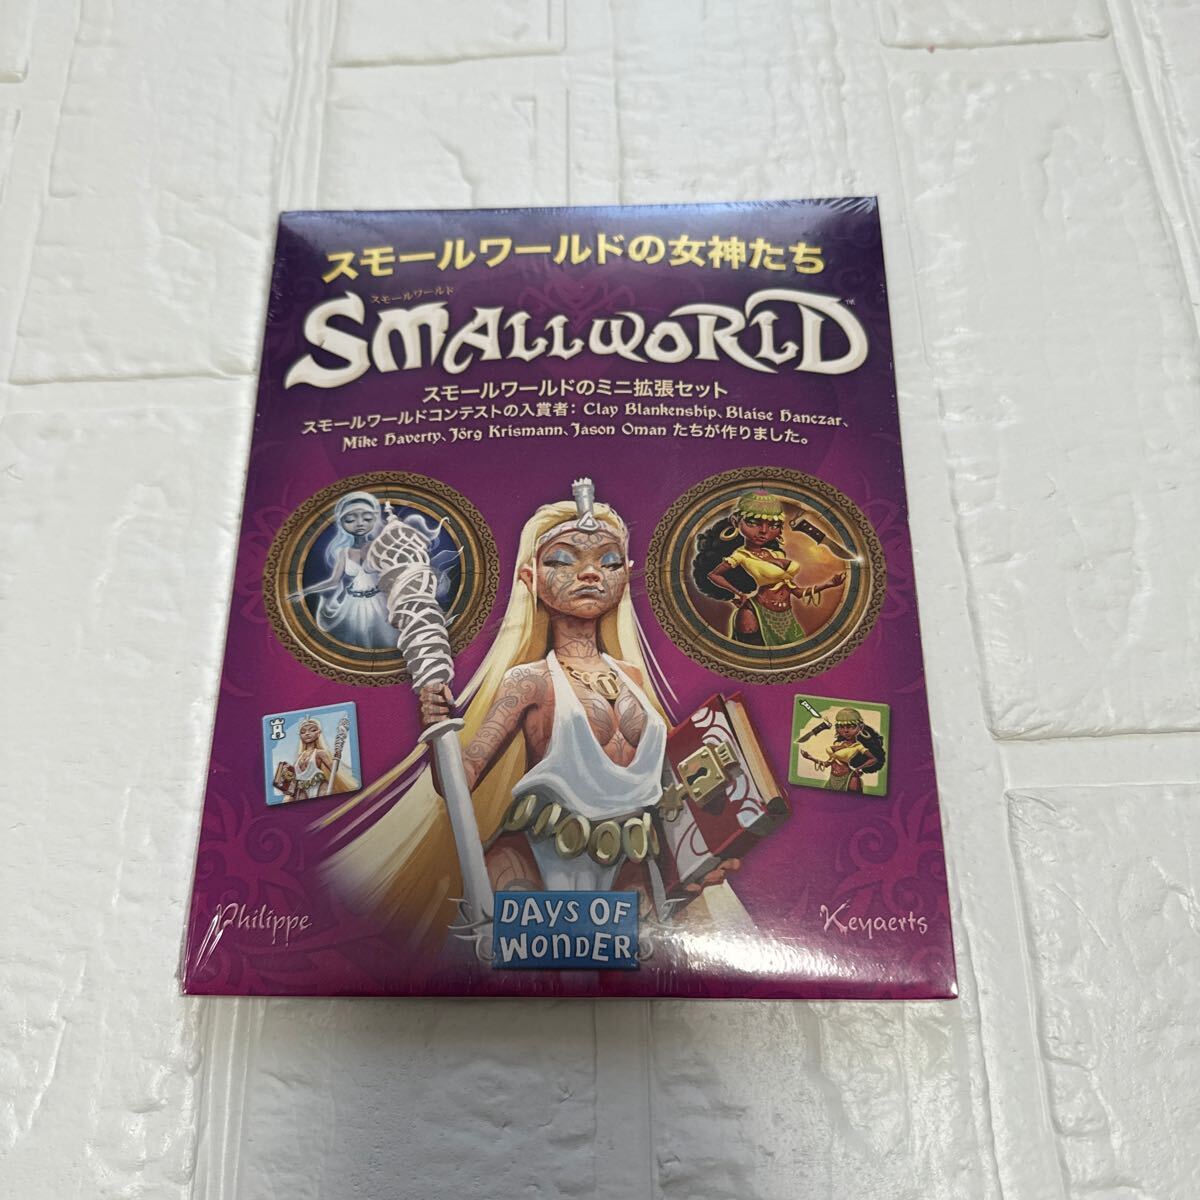 スモールワールドの女神たち
スモールワールド
SMALLWORLD™
スモールワールドのミニ拡張セット
スモールワールドコンテストの入賞者: Clay Blankenship、Blaise Hanczar、
Mike Haverty、Jörg Krismann、Jason Oman たちが作りました。
Philippe
Keyaerts
DAYS OF
WONDER™